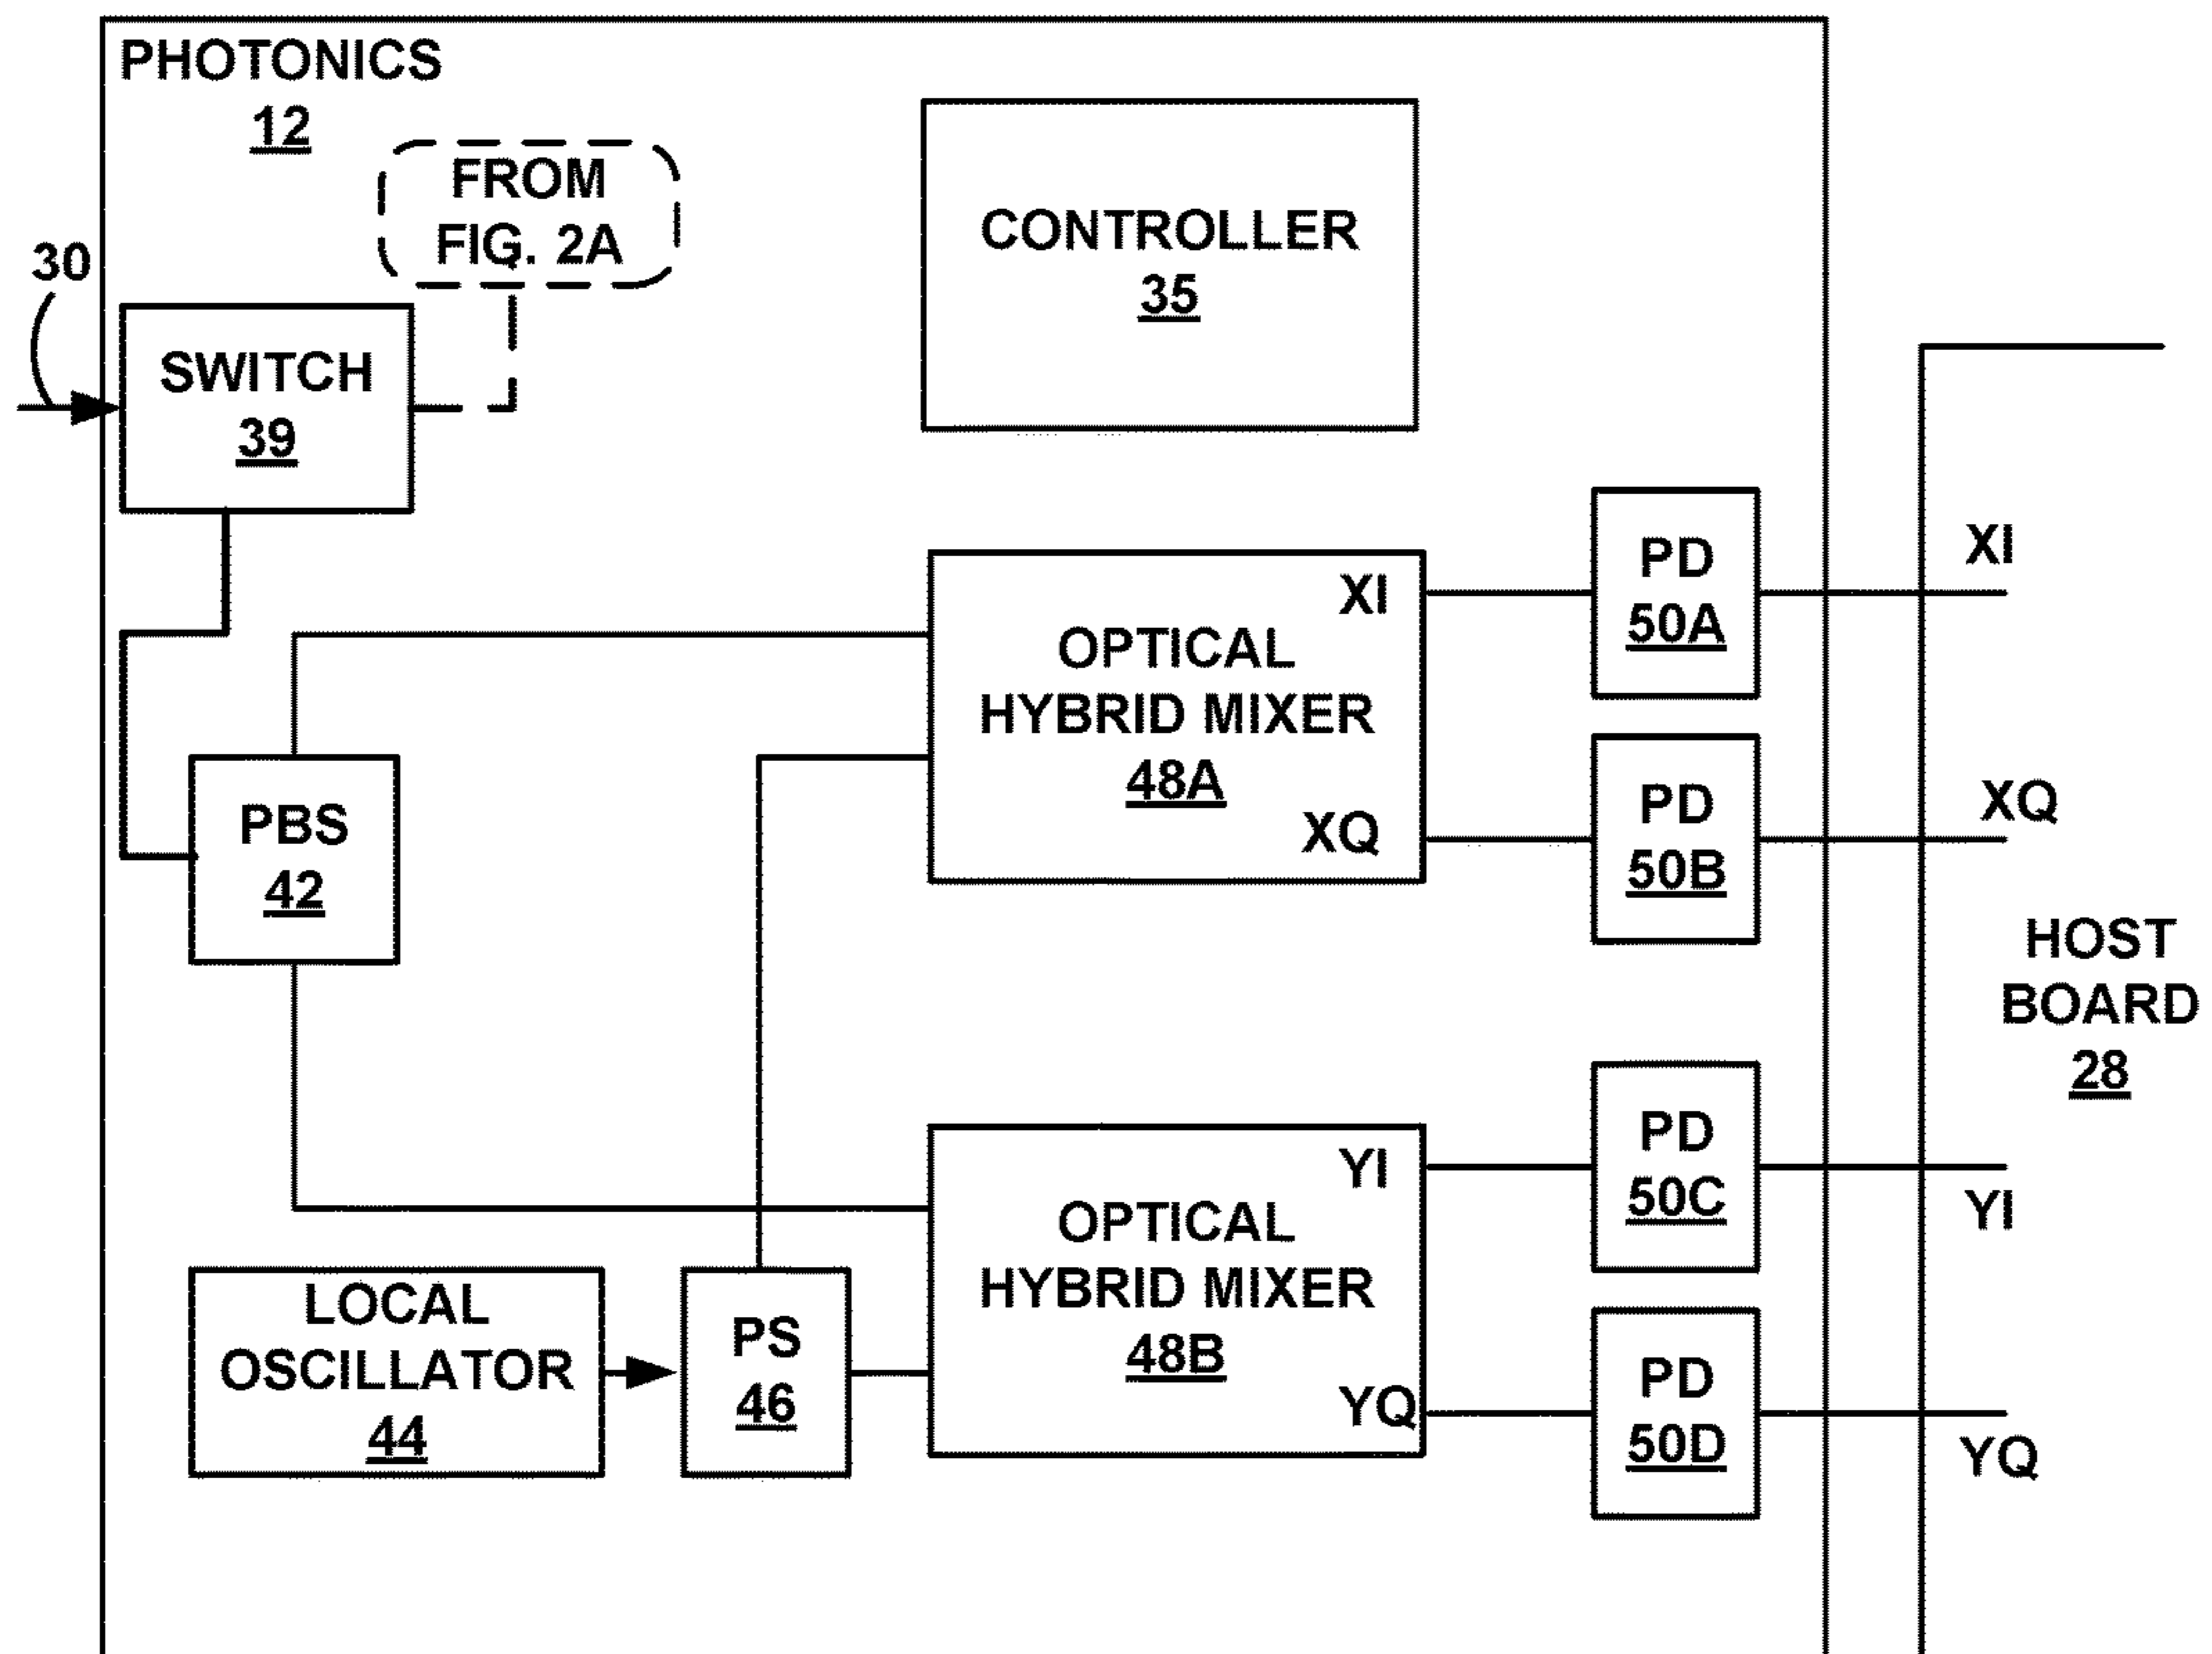 PHOTONICS
12
FROM
FIG. 2A
CONTROLLER
35
30
SWITCH
39
XI
OPTICAL
HYBRID MIXER
48A
XQ
PD
50A
XI
PD
50B
XQ
PBS
42
HOST
BOARD
28
YI
OPTICAL
HYBRID MIXER
48B
YQ
PD
50C
YI
PD
50D
YQ
LOCAL
OSCILLATOR
44
PS
46